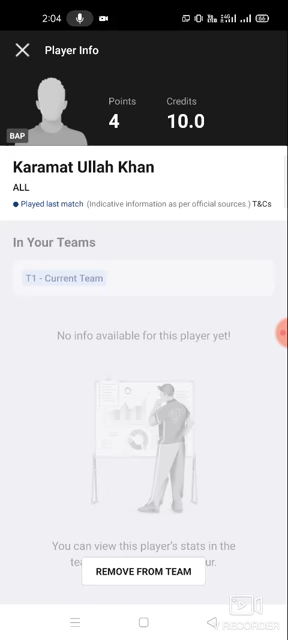 2:04
66
Player Info
Points
Credits
4
10.0
BAP
Karamat Ullah Khan
ALL
Played last match (Indicative information as per official sources.) T&Cs
In Your Teams
T1 - Current Team
No info available for this player yet!
You can view this player's stats in the
ur.
REMOVE FROM TEAM
RECORDER